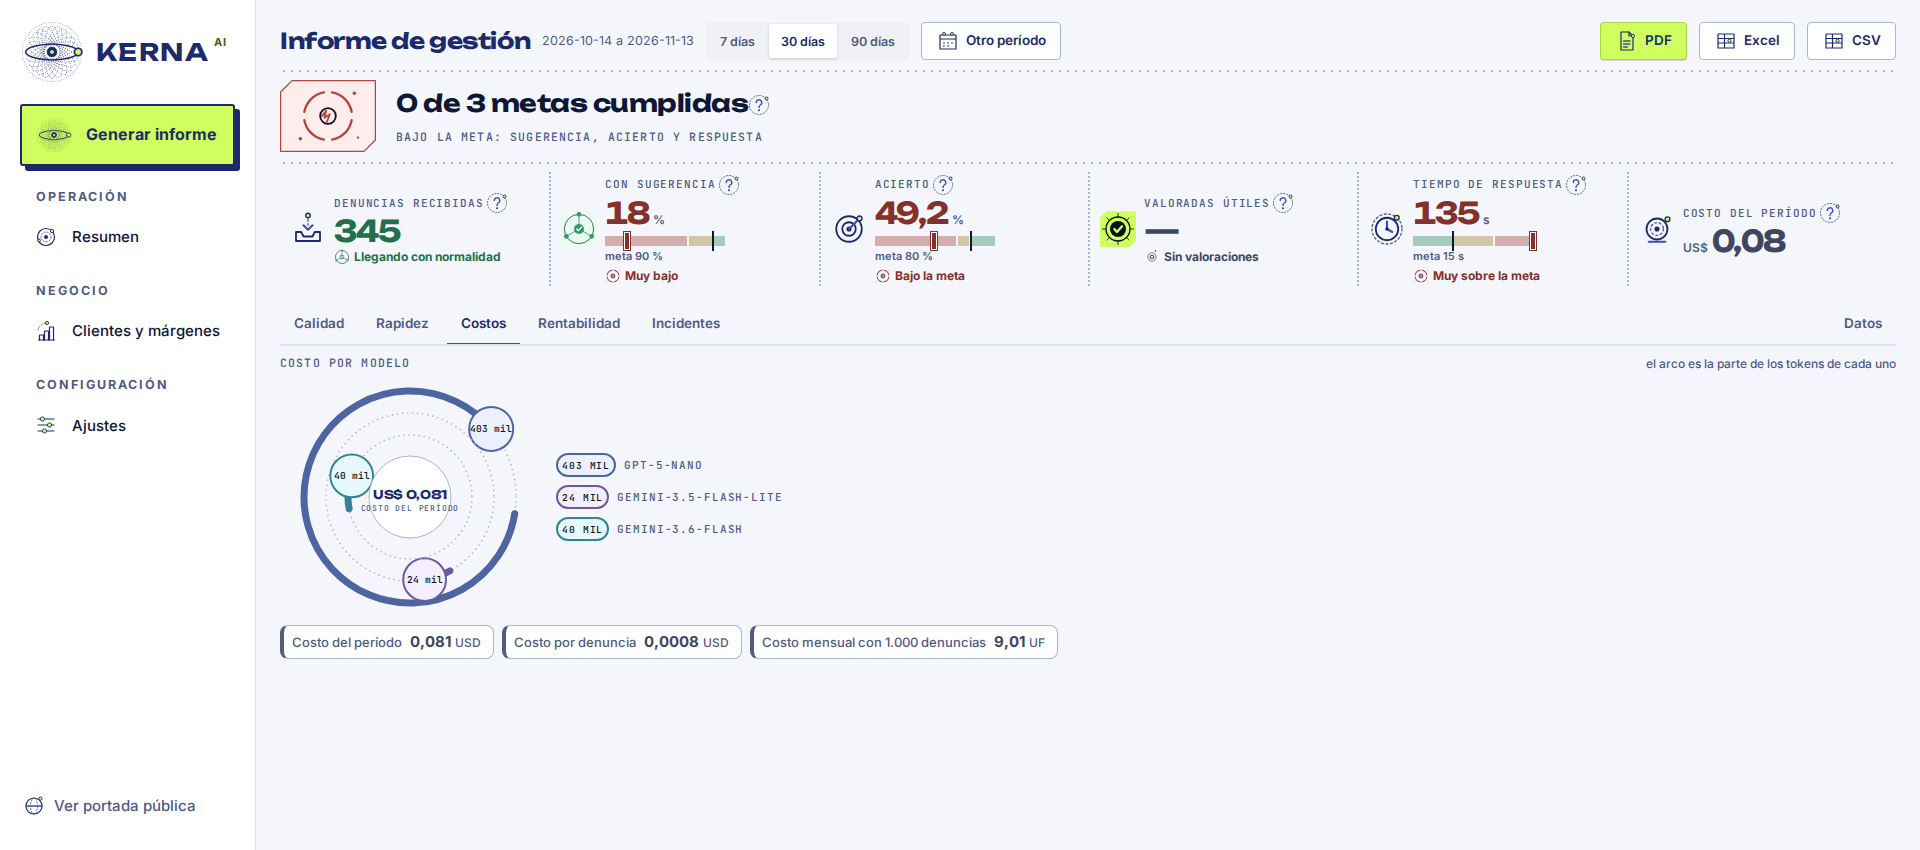 KERNA AI
Generar informe
OPERACIÓN
Resumen
NEGOCIO
Clientes y márgenes
CONFIGURACIÓN
Ajustes
Ver portada pública
Informe de gestión 2026-10-14 a 2026-11-13 7 días 30 días 90 días Otro período PDF Excel CSV
0 de 3 metas cumplidas ?
BAJO LA META: SUGERENCIA, ACIERTO Y RESPUESTA
DENUNCIAS RECIBIDAS ?
345
Llegando con normalidad
CON SUGERENCIA ?
18 %
meta 90 %
Muy bajo
ACIERTO ?
49,2 %
meta 80 %
Bajo la meta
VALORADAS ÚTILES ?
—
Sin valoraciones
TIEMPO DE RESPUESTA ?
135 s
meta 15 s
Muy sobre la meta
COSTO DEL PERÍODO ?
US$ 0,08
Calidad Rapidez Costos Rentabilidad Incidentes Datos
COSTO POR MODELO el arco es la parte de los tokens de cada uno
403 mil
40 mil
US$ 0,081
COSTO DEL PERÍODO
24 mil
403 MIL GPT-5-NANO
24 MIL GEMINI-3.5-FLASH-LITE
40 MIL GEMINI-3.6-FLASH
Costo del período 0,081 USD Costo por denuncia 0,0008 USD Costo mensual con 1.000 denuncias 9,01 UF